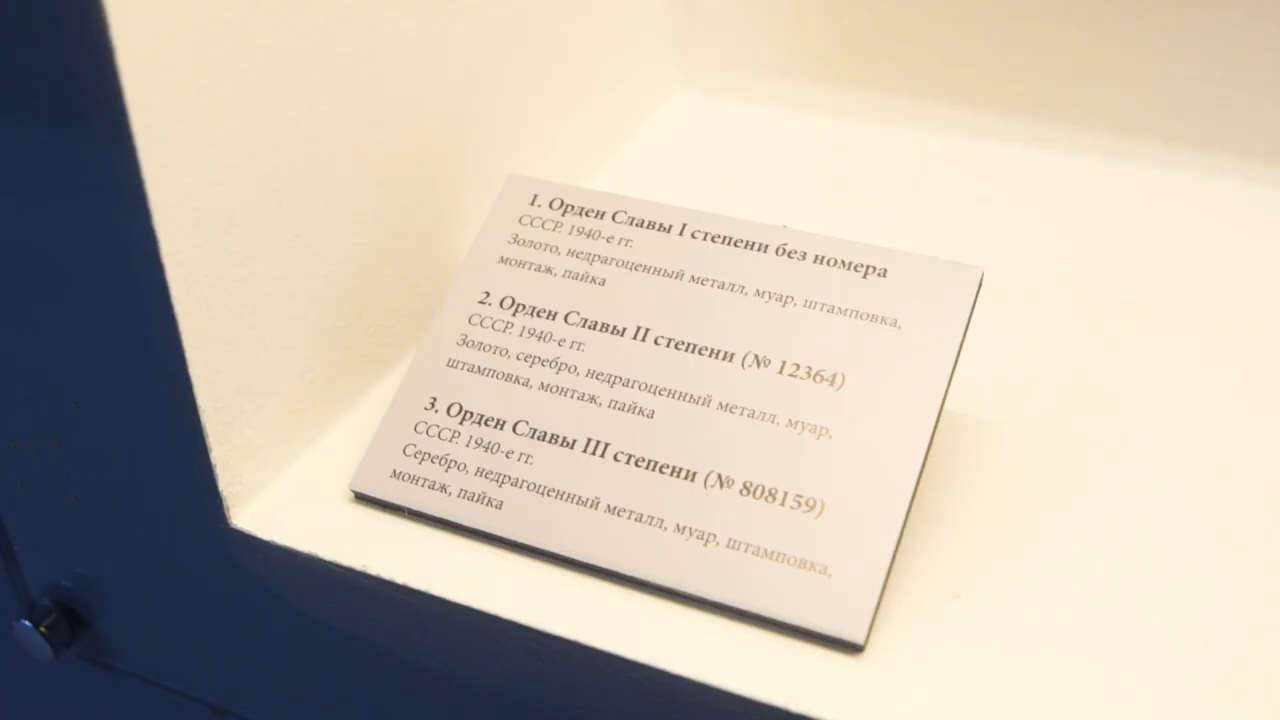 1. Орден Славы I степени без номера
СССР. 1940-е гг.
Золото, недрагоценный металл, муар, штамповка,
монтаж, пайка
2. Орден Славы II степени (№ 12364)
СССР. 1940-е гг.
Золото, серебро, недрагоценный металл, муар,
штамповка, монтаж, пайка
3. Орден Славы III степени (№ 808159)
СССР. 1940-е гг.
Серебро, недрагоценный металл, муар, штамповка,
монтаж, пайка